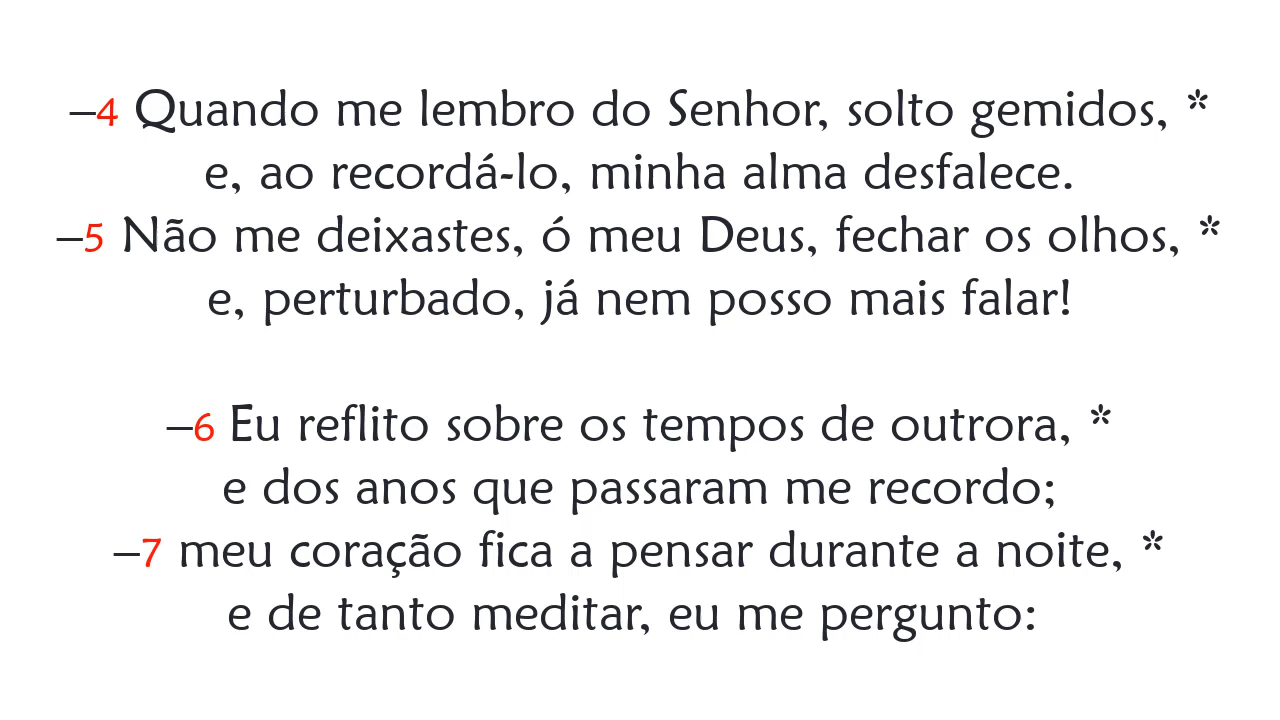 –4 Quando me lembro do Senhor, solto gemidos, *
e, ao recordá-lo, minha alma desfalece.
–5 Não me deixastes, ó meu Deus, fechar os olhos, *
e, perturbado, já nem posso mais falar!
–6 Eu reflito sobre os tempos de outrora, *
e dos anos que passaram me recordo;
–7 meu coração fica a pensar durante a noite, *
e de tanto meditar, eu me pergunto: